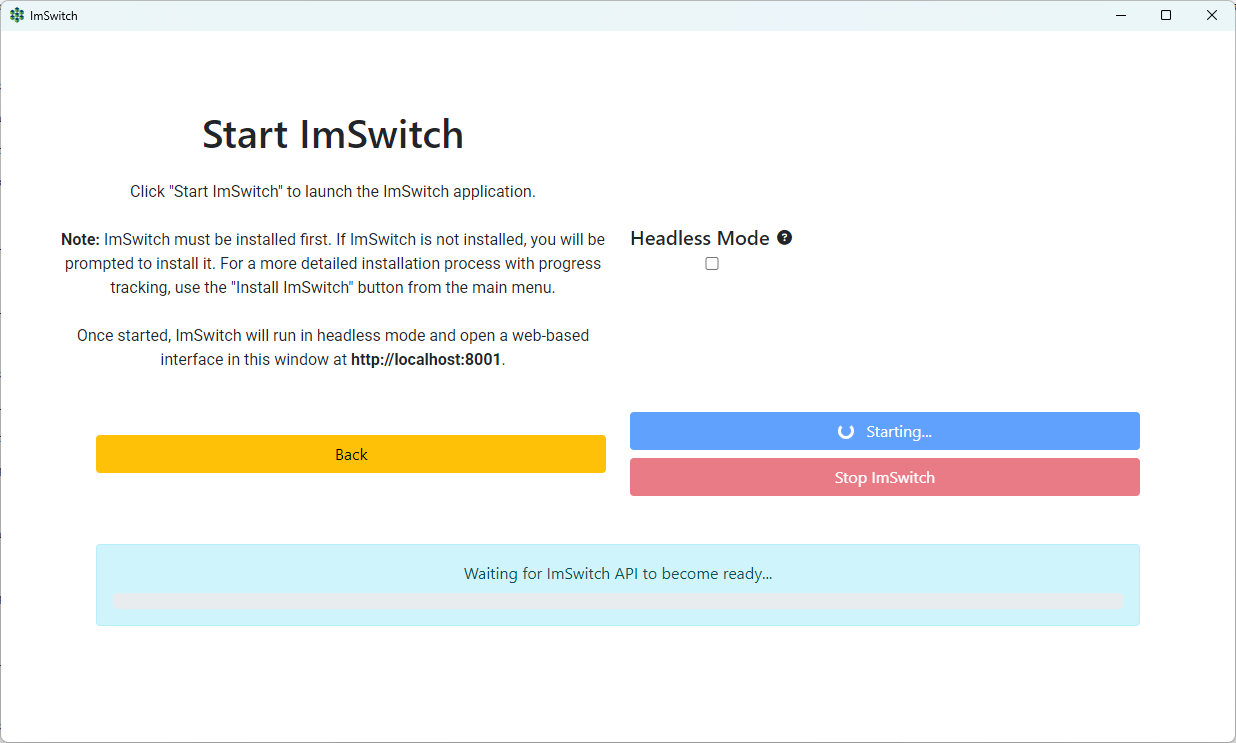 ImSwitch
Start ImSwitch
Click "Start ImSwitch" to launch the ImSwitch application.
Note: ImSwitch must be installed first. If ImSwitch is not installed, you will be
prompted to install it. For a more detailed installation process with progress
tracking, use the "Install ImSwitch" button from the main menu.
Once started, ImSwitch will run in headless mode and open a web-based
interface in this window at http://localhost:8001.
Headless Mode ?
Back
Starting...
Stop ImSwitch
Waiting for ImSwitch API to become ready...